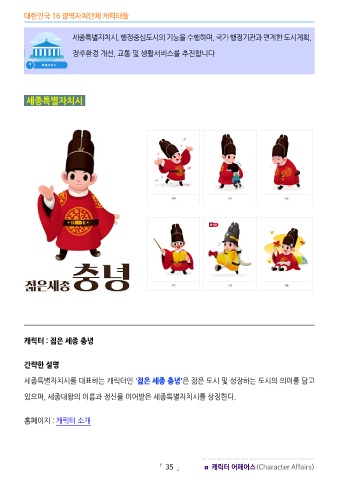 대한민국 16 광역자치단체 캐릭터들
세종특별자치시, 행정중심도시의 기능을 수행하며, 국가 행정기관과 연계한 도시계획,
정주환경 개선, 교통 및 생활서비스를 추진합니다
세종특별자치시
젊은세종 충녕
캐릭터 : 젊은 세종 충녕
간략한 설명
세종특별자치시를 대표하는 캐릭터인 '젊은 세종 충녕'은 젊은 도시 및 성장하는 도시의 의미를 담고
있으며, 세종대왕의 이름과 정신을 이어받은 세종특별자치시를 상징한다.
홈페이지 : 캐릭터 소개
「 35 」
캐릭터 어페어스(Character Affairs)